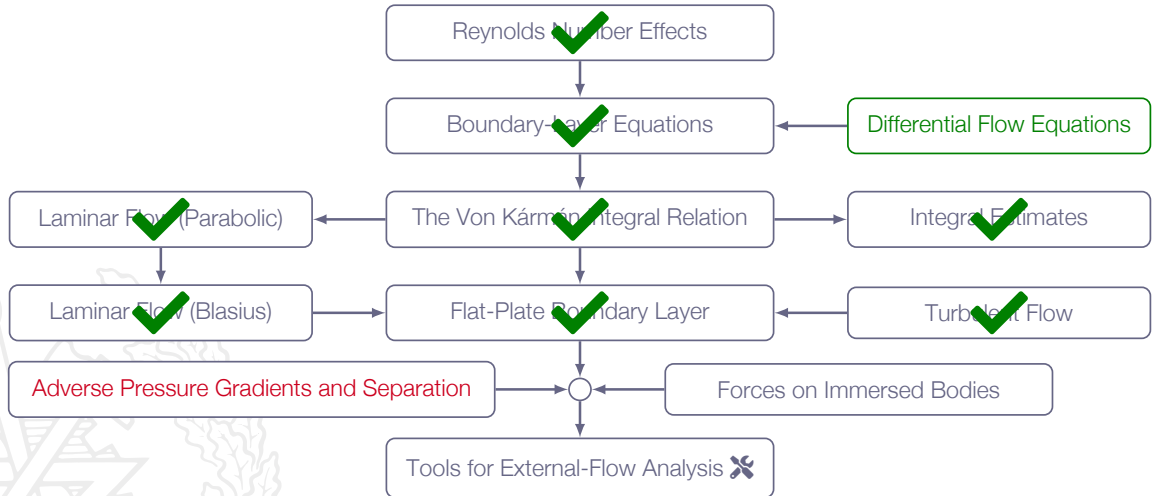 Reynolds Number Effects
Boundary-Layer Equations
Differential Flow Equations
Laminar Flow (Parabolic)
The Von Kármán Integral Relation
Integral Estimates
Laminar Flow (Blasius)
Flat-Plate Boundary Layer
Turbulent Flow
Adverse Pressure Gradients and Separation
Forces on Immersed Bodies
Tools for External-Flow Analysis